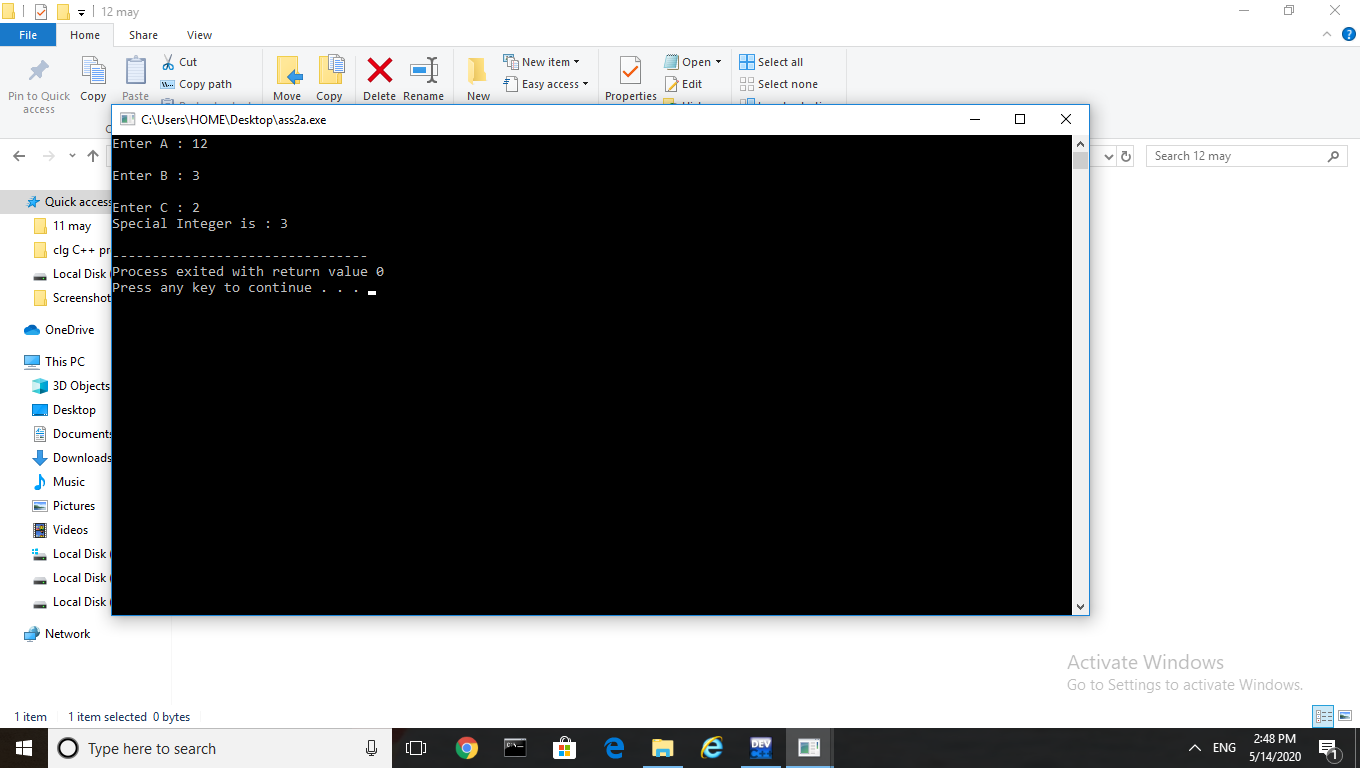 12 may
File Home Share View
Pin to Quick access
Copy
Paste
Cut
Copy path
Move
Copy
Delete
Rename
New
New item
Easy access
Properties
Open
Edit
Select all
Select none
C:\Users\HOME\Desktop\ass2a.exe
Search 12 may
Enter A : 12
Enter B : 3
Enter C : 2
Special Integer is : 3
--------------------------------
Process exited with return value 0
Press any key to continue . . .
Quick access
11 may
clg C++ pr
Local Disk (
Screenshot
OneDrive
This PC
3D Objects
Desktop
Documents
Downloads
Music
Pictures
Videos
Local Disk (
Local Disk (
Local Disk (
Network
Activate Windows
Go to Settings to activate Windows.
1 item 1 item selected 0 bytes
Type here to search
DEV
ENG
2:48 PM
5/14/2020
1